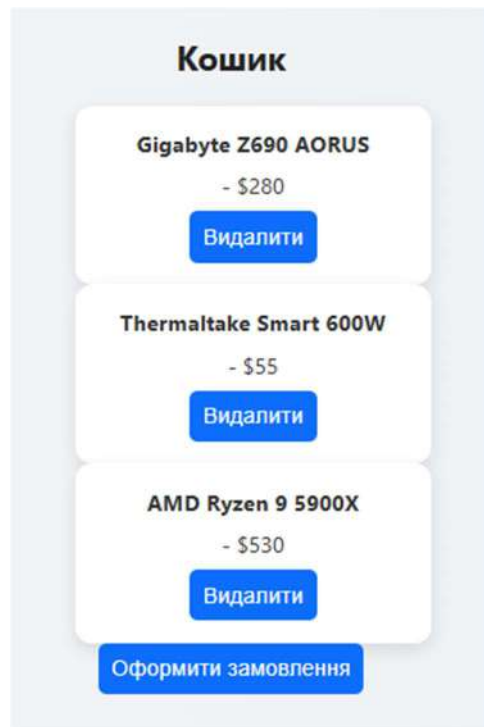 Кошик
Gigabyte Z690 AORUS
- $280
Видалити
Thermaltake Smart 600W
- $55
Видалити
AMD Ryzen 9 5900X
- $530
Видалити
Оформити замовлення